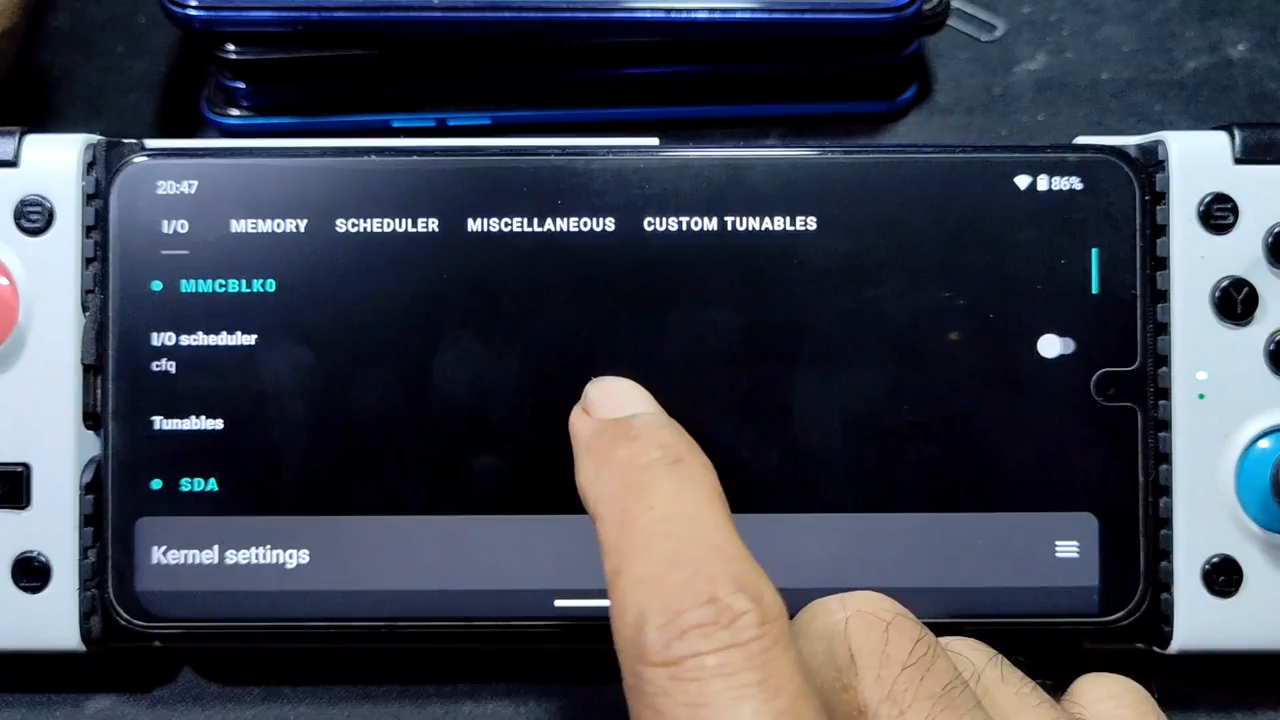 20:47
86%
I/O MEMORY SCHEDULER MISCELLANEOUS CUSTOM TUNABLES
MMCBLK0
I/O scheduler
cfq
Tunables
SDA
Kernel settings
S
Y